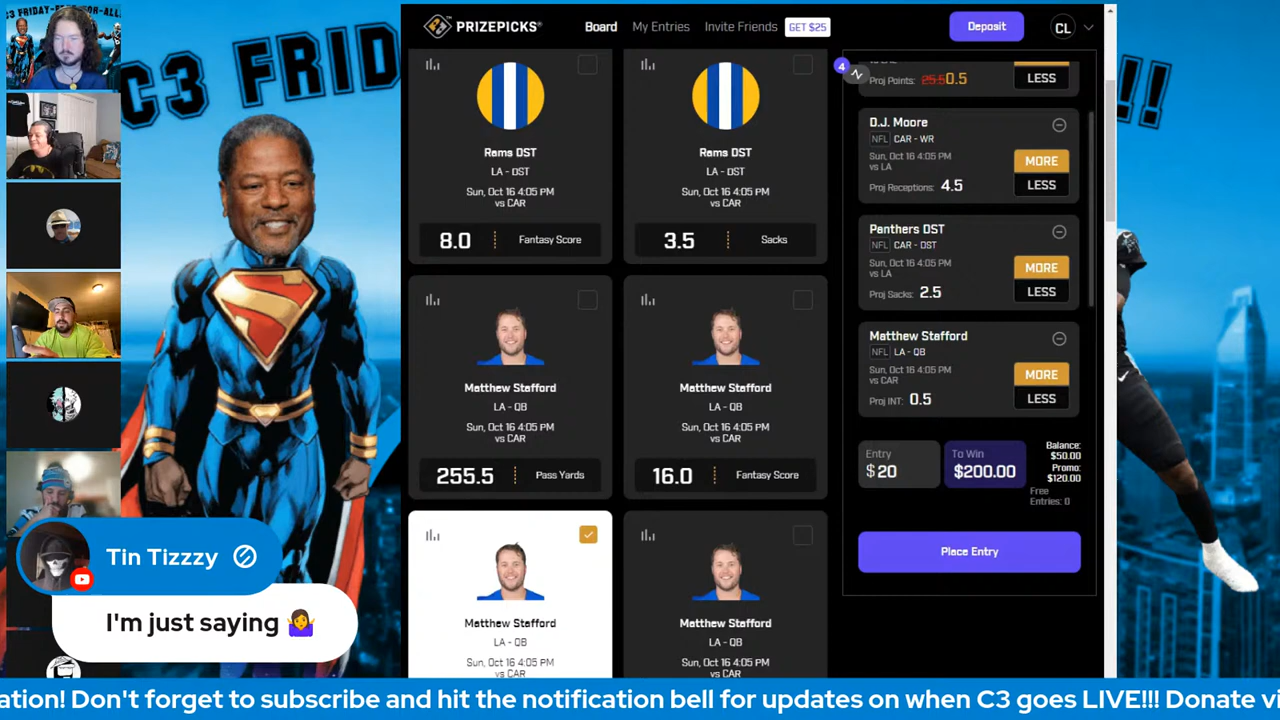 C3 FRIDAY-FREE-FOR-ALL
C3 FRID
!!
PRIZEPICKS
Board
My Entries
Invite Friends
GET $25
Deposit
CL
Rams DST
LA - DST
Sun, Oct 16 4:05 PM
vs CAR
8.0
Fantasy Score
Rams DST
LA - DST
Sun, Oct 16 4:05 PM
vs CAR
3.5
Sacks
Matthew Stafford
LA - QB
Sun, Oct 16 4:05 PM
vs CAR
255.5
Pass Yards
Matthew Stafford
LA - QB
Sun, Oct 16 4:05 PM
vs CAR
16.0
Fantasy Score
Matthew Stafford
LA - QB
Sun, Oct 16 4:05 PM
vs CAR
Matthew Stafford
LA - QB
Sun, Oct 16 4:05 PM
vs CAR
4
Proj Points: 25.5 0.5
LESS
D.J. Moore
NFL CAR - WR
Sun, Oct 16 4:05 PM
vs LA
Proj Receptions: 4.5
MORE
LESS
Panthers DST
NFL CAR - DST
Sun, Oct 16 4:05 PM
vs LA
Proj Sacks: 2.5
MORE
LESS
Matthew Stafford
NFL LA - QB
Sun, Oct 16 4:05 PM
vs CAR
Proj INT: 0.5
MORE
LESS
Entry
$ 20
To Win
$200.00
Balance:
$50.00
Promo:
$120.00
Free
Entries: 0
Place Entry
Tin Tizzzy
I'm just saying 🤷‍♀️
ation! Don't forget to subscribe and hit the notification bell for updates on when C3 goes LIVE!!! Donate vi